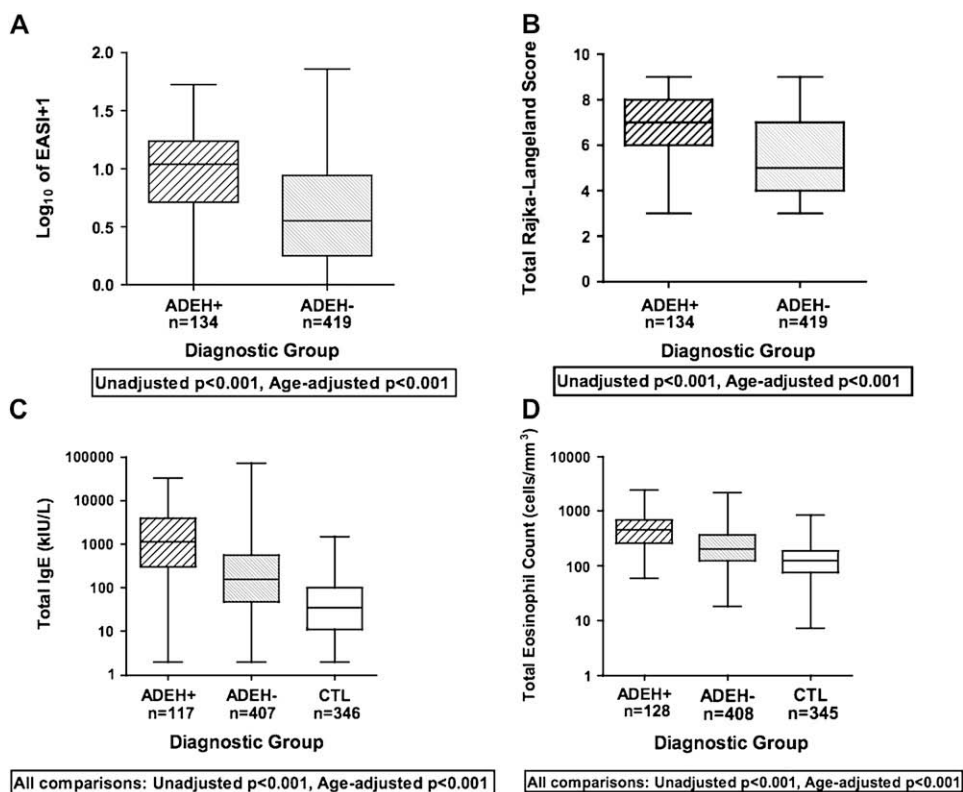 A
Log10 of EASI+1
2.0
1.5
1.0
0.5
0.0
ADEH+
n=134
ADEH-
n=419
Diagnostic Group
Unadjusted p<0.001, Age-adjusted p<0.001
B
Total Rajka-Langeland Score
10
8
6
4
2
0
ADEH+
n=134
ADEH-
n=419
Diagnostic Group
Unadjusted p<0.001, Age-adjusted p<0.001
C
Total IgE (kIU/L)
100000
10000
1000
100
10
1
ADEH+
n=117
ADEH-
n=407
CTL
n=346
Diagnostic Group
All comparisons: Unadjusted p<0.001, Age-adjusted p<0.001
D
Total Eosinophil Count (cells/mm3)
10000
1000
100
10
1
ADEH+
n=128
ADEH-
n=408
CTL
n=345
Diagnostic Group
All comparisons: Unadjusted p<0.001, Age-adjusted p<0.001